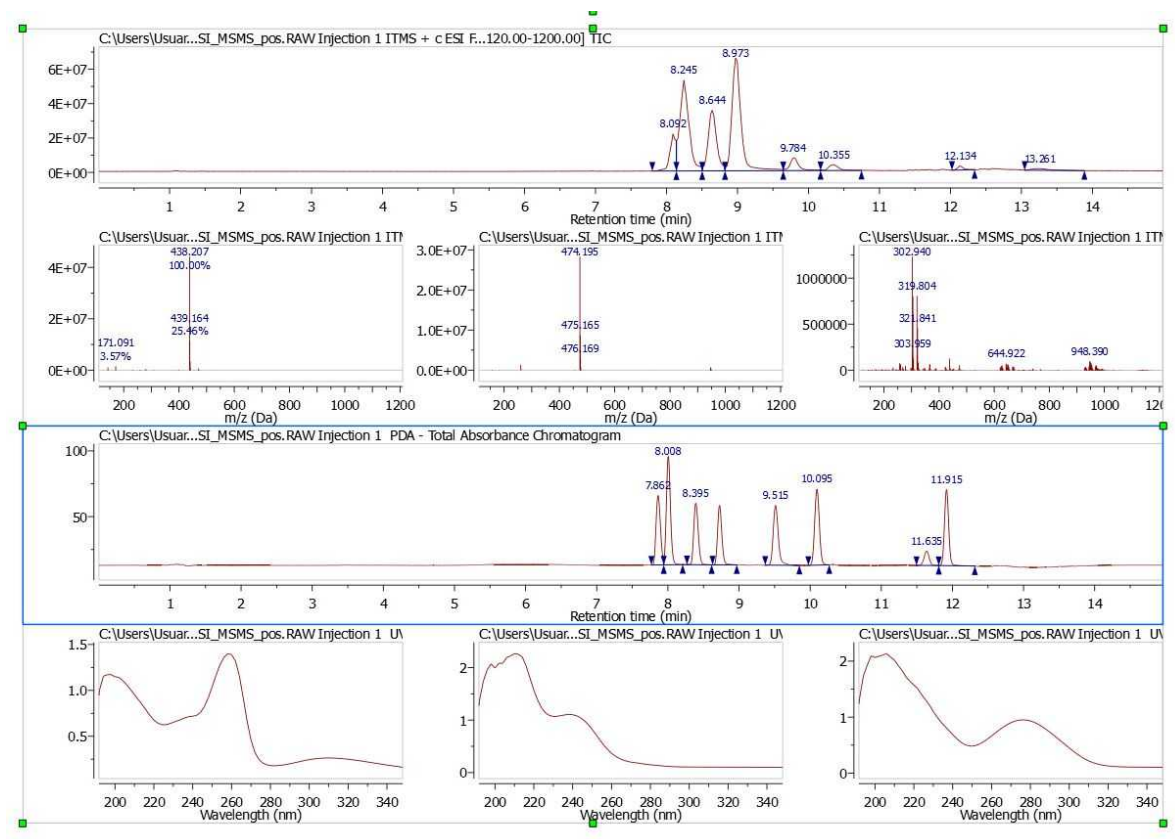 C:\Users\Usuar...SI_MSMS_pos.RAW Injection 1 ITMS + c ESI F...120.00-1200.00] TIC
6E+07
4E+07
2E+07
0E+00
8.092
8.245
8.644
8.973
9.784
10.355
12.134
13.261
1 2 3 4 5 6 7 8 9 10 11 12 13 14
Retention time (min)
C:\Users\Usuar...SI_MSMS_pos.RAW Injection 1 ITM
4E+07
2E+07
0E+00
438.207
100.00%
439.164
25.46%
171.091
3.57%
200 400 600 800 1000 1200
m/z (Da)
C:\Users\Usuar...SI_MSMS_pos.RAW Injection 1 ITM
3.0E+07
2.0E+07
1.0E+07
0.0E+00
474.195
475.165
476.169
200 400 600 800 1000 1200
m/z (Da)
C:\Users\Usuar...SI_MSMS_pos.RAW Injection 1 ITM
1000000
500000
0
302.940
319.804
321.841
303.959
644.922
948.390
200 400 600 800 1000 120
m/z (Da)
C:\Users\Usuar...SI_MSMS_pos.RAW Injection 1 PDA - Total Absorbance Chromatogram
100
50
7.862
8.008
8.395
9.515
10.095
11.635
11.915
1 2 3 4 5 6 7 8 9 10 11 12 13 14
Retention time (min)
C:\Users\Usuar...SI_MSMS_pos.RAW Injection 1 UV
1.5
1.0
0.5
200 220 240 260 280 300 320 340
Wavelength (nm)
C:\Users\Usuar...SI_MSMS_pos.RAW Injection 1 UV
2
1
0
200 220 240 260 280 300 320 340
Wavelength (nm)
C:\Users\Usuar...SI_MSMS_pos.RAW Injection 1 UV
2
1
0
200 220 240 260 280 300 320 340
Wavelength (nm)